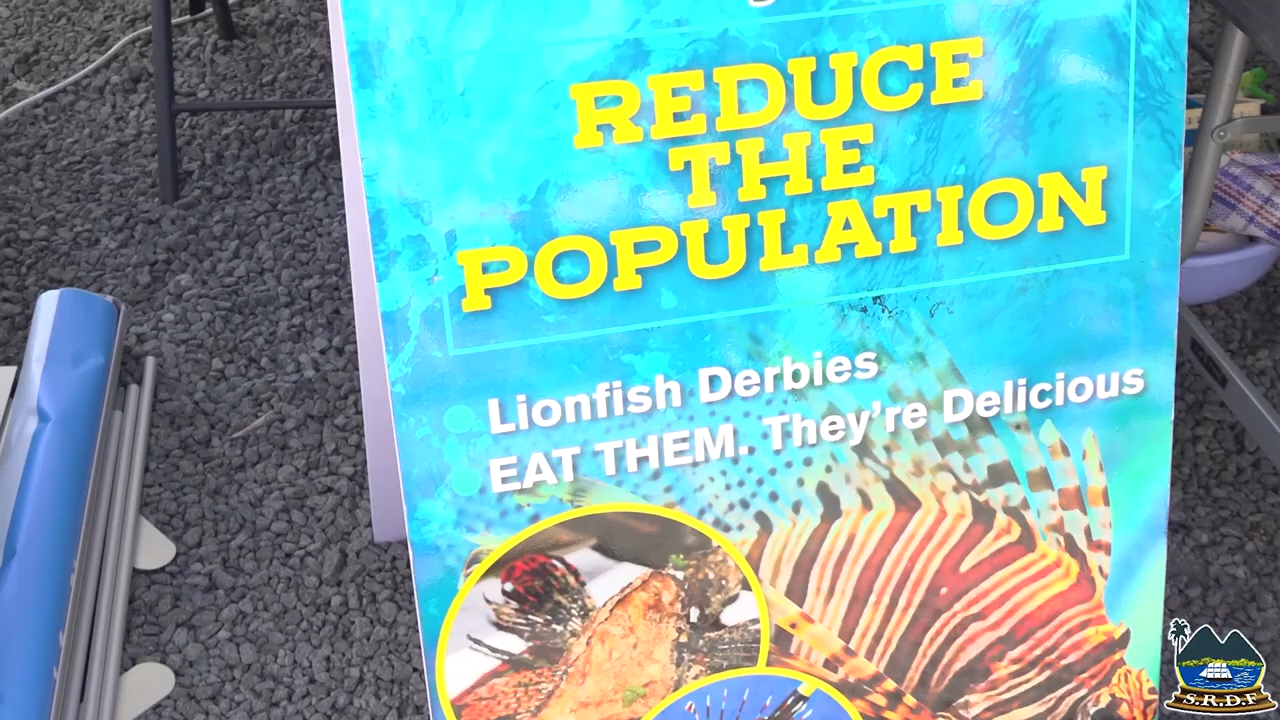 REDUCE
THE
POPULATION
Lionfish Derbies
EAT THEM. They're Delicious
S.R.D.F